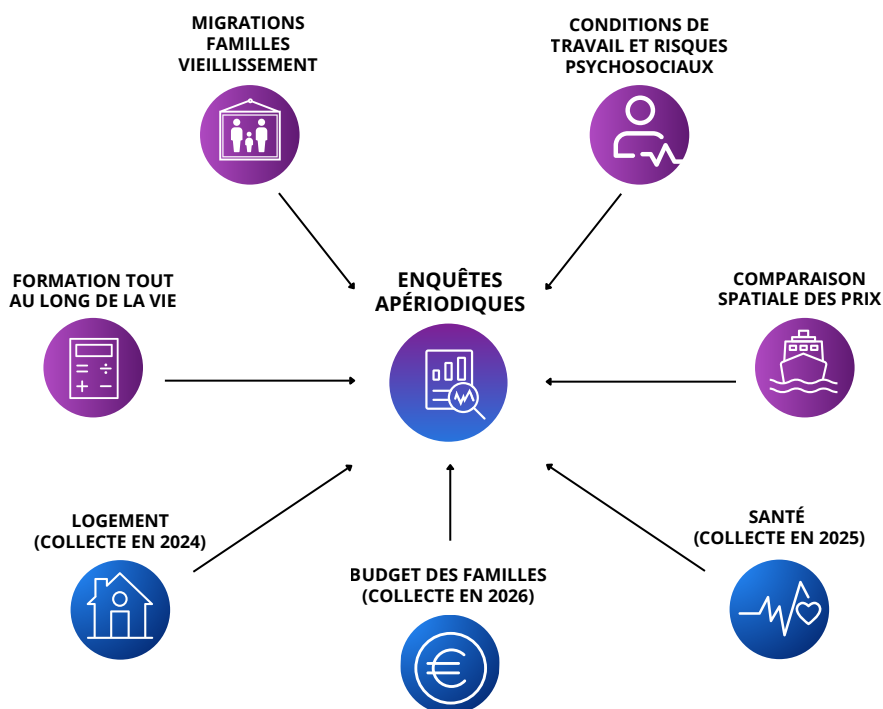 MIGRATIONS
FAMILLES
VIEILLISSEMENT
CONDITIONS DE
TRAVAIL ET RISQUES
PSYCHOSOCIAUX
FORMATION TOUT
AU LONG DE LA VIE
ENQUÊTES
APÉRIODIQUES
COMPARAISON
SPATIALE DES PRIX
LOGEMENT
(COLLECTE EN 2024)
BUDGET DES FAMILLES
(COLLECTE EN 2026)
SANTÉ
(COLLECTE EN 2025)